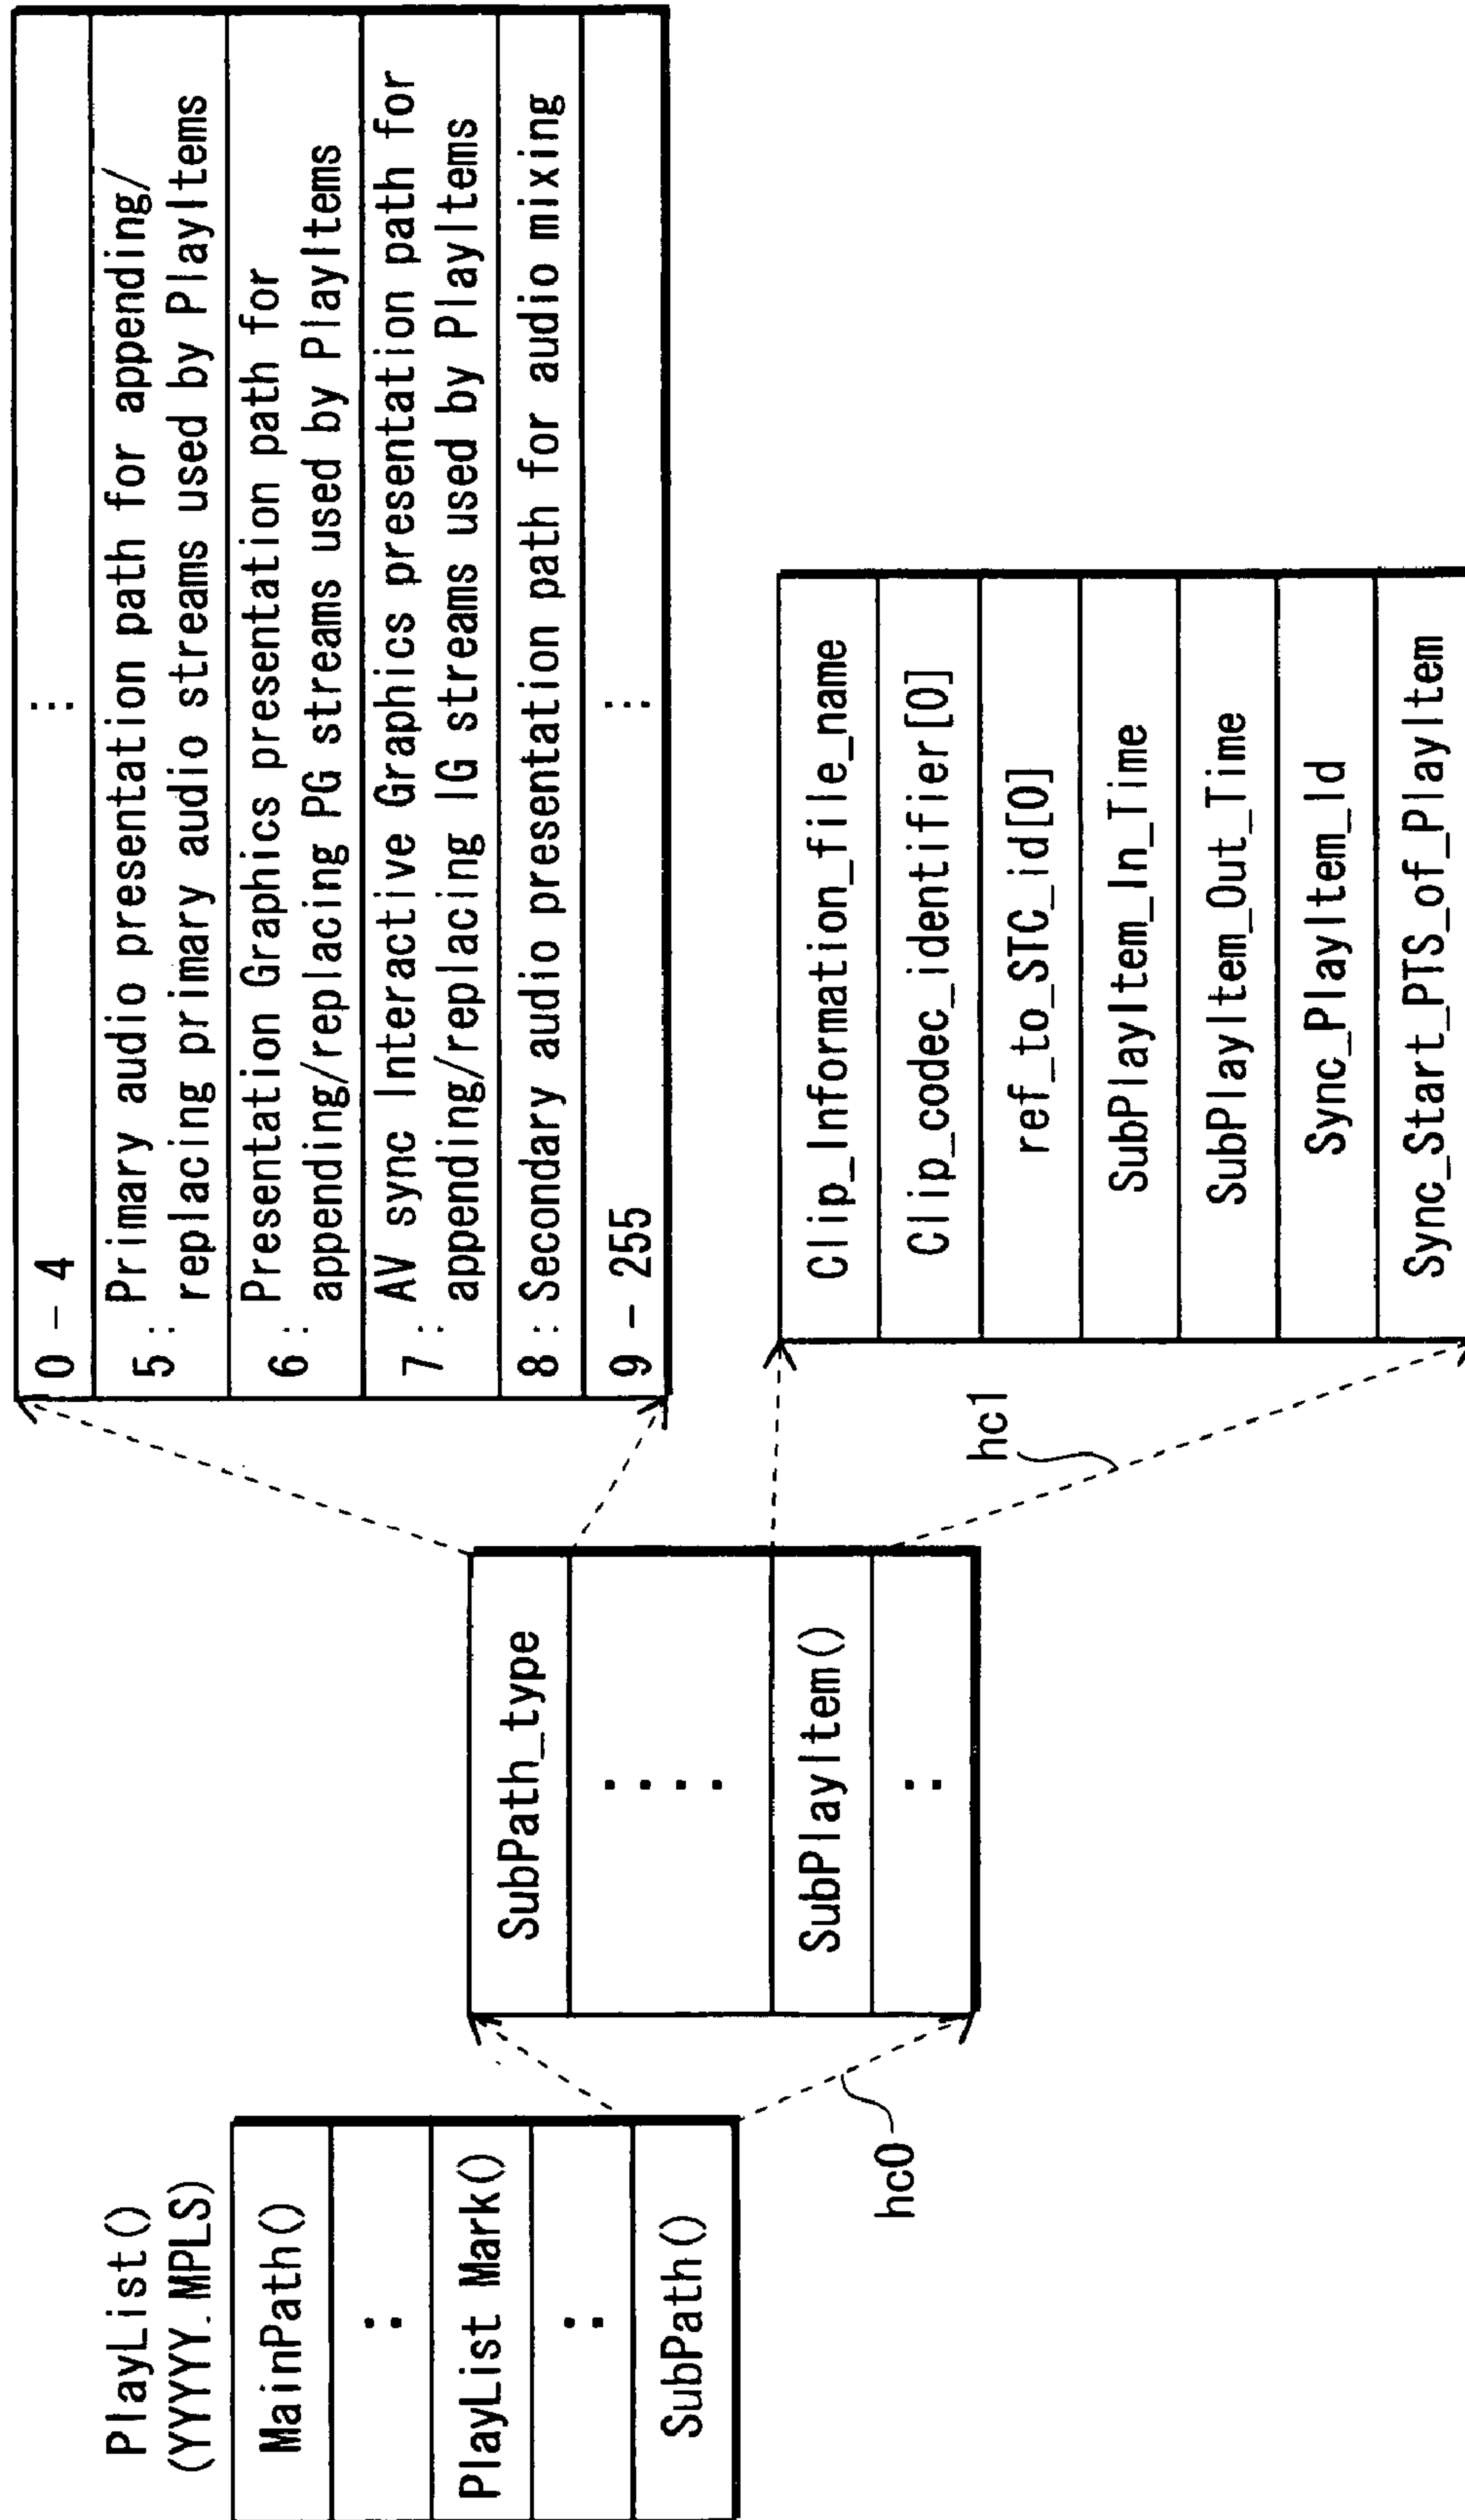 PlayList()
(YYYY.MPLS)
MainPath()
:
PlayList Mark()
:
SubPath()
hc0
SubPath_type
....
SubPlayItem()
:
hc1
0 - 4 :
5 : Primary audio presentation path for appending/
replacing primary audio streams used by PlayItems
6 : Presentation Graphics presentation path for
appending/replacing PG streams used by PlayItems
7 : AV sync Interactive Graphics presentation path for
appending/replacing IG streams used by PlayItems
8 : Secondary audio presentation path for audio mixing
9 - 255 :
Clip_Information_file_name
Clip_codec_identifier[0]
ref_to_STC_id[0]
SubPlayItem_In_Time
SubPlayItem_Out_Time
Sync_PlayItem_Id
Sync_Start_PTS_of_PlayItem